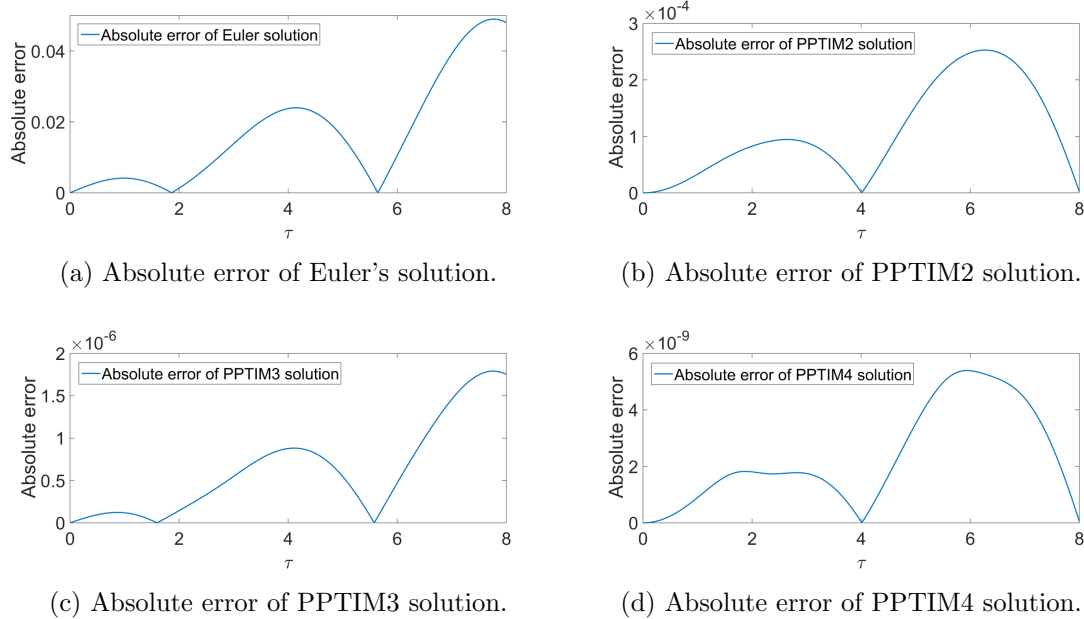 Absolute error of Euler solution
Absolute error
0.04
0.02
0
0 2 4 6 8
τ
(a) Absolute error of Euler's solution.
×10-4
Absolute error of PPTIM2 solution
Absolute error
3
2
1
0
0 2 4 6 8
τ
(b) Absolute error of PPTIM2 solution.
×10-6
Absolute error of PPTIM3 solution
Absolute error
2
1.5
1
0.5
0
0 2 4 6 8
τ
(c) Absolute error of PPTIM3 solution.
×10-9
Absolute error of PPTIM4 solution
Absolute error
6
4
2
0
0 2 4 6 8
τ
(d) Absolute error of PPTIM4 solution.